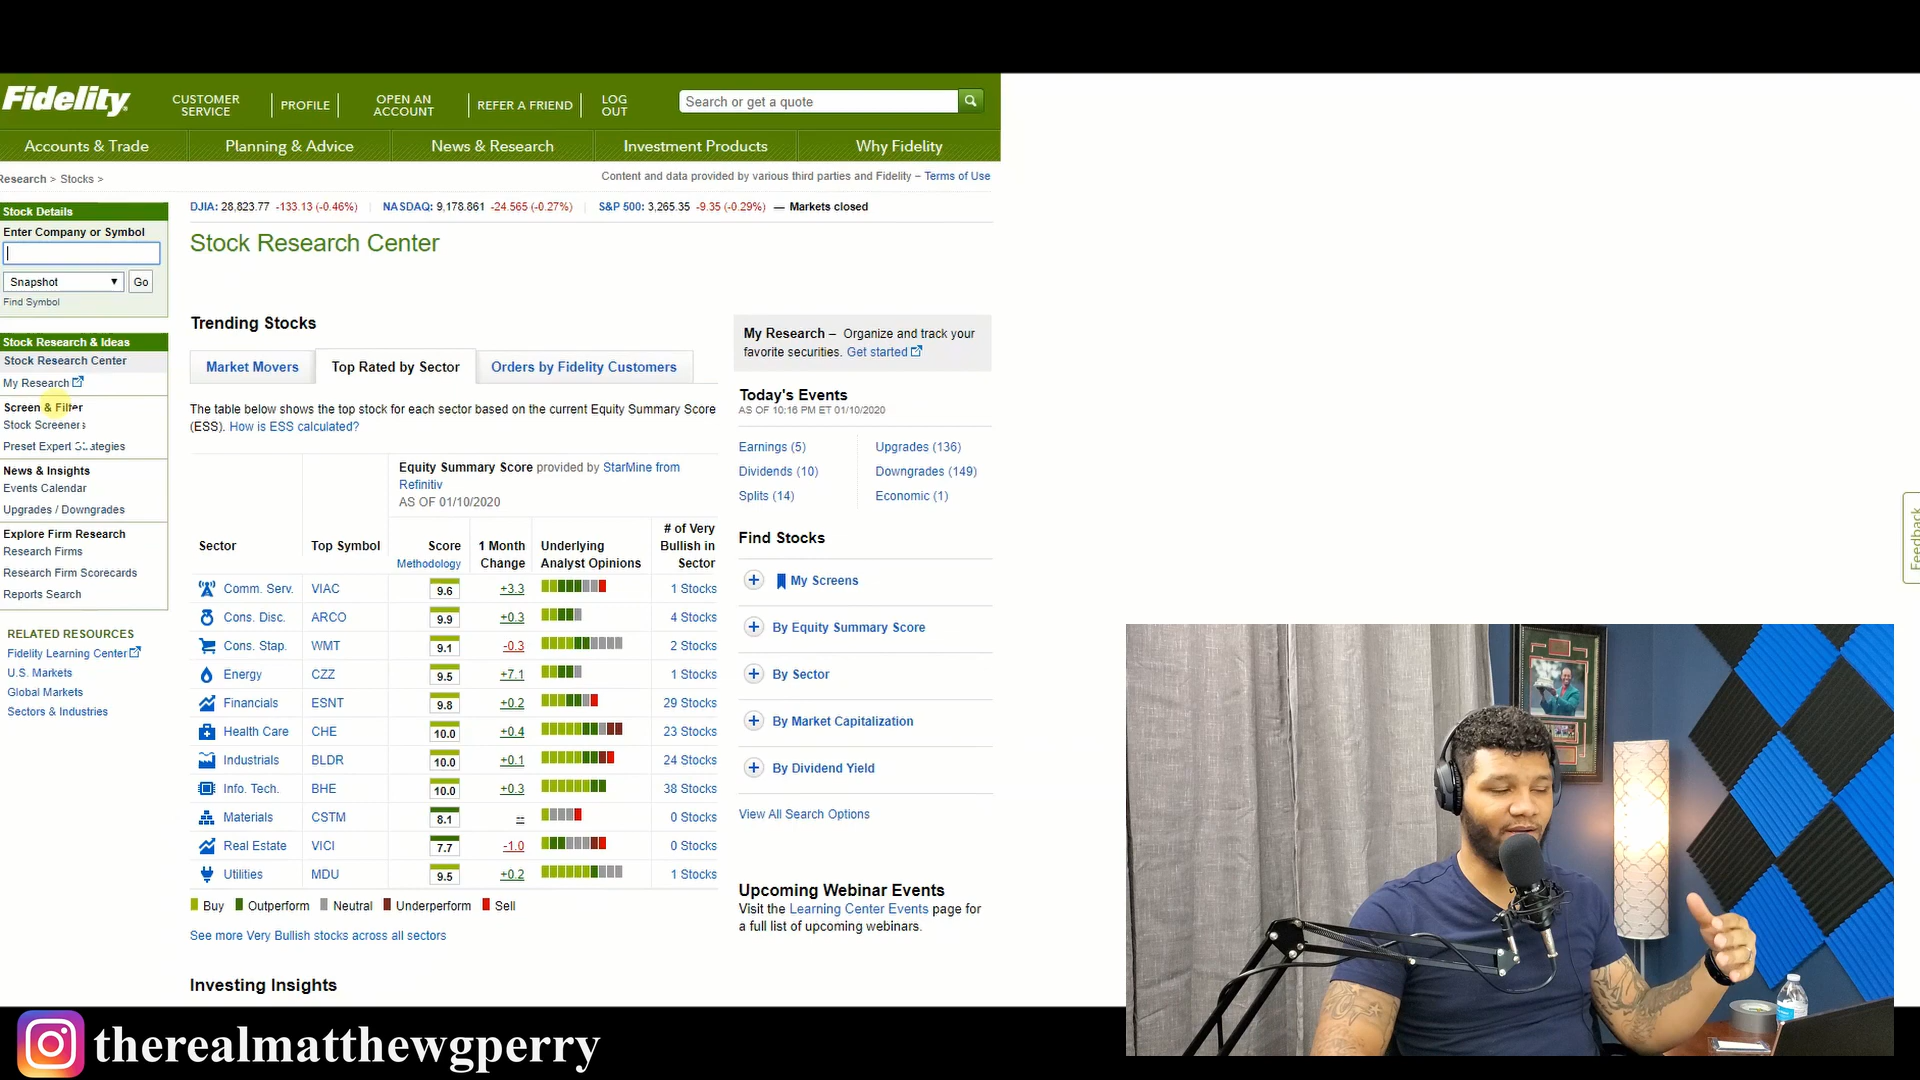 Fidelity
CUSTOMER SERVICE
PROFILE
OPEN AN ACCOUNT
REFER A FRIEND
LOG OUT
Search or get a quote
Accounts & Trade
Planning & Advice
News & Research
Investment Products
Why Fidelity
Research > Stocks >
Content and data provided by various third parties and Fidelity – Terms of Use
DJIA: 28,823.77 -133.13 (-0.46%) NASDAQ: 9,178.861 -24.565 (-0.27%) S&P 500: 3,265.35 -9.35 (-0.29%) — Markets closed
Stock Details
Enter Company or Symbol
Snapshot
Go
Find Symbol
Stock Research & Ideas
Stock Research Center
My Research
Screen & Filter
Stock Screeners
Preset Expert Strategies
News & Insights
Events Calendar
Upgrades / Downgrades
Explore Firm Research
Research Firms
Research Firm Scorecards
Reports Search
RELATED RESOURCES
Fidelity Learning Center
U.S. Markets
Global Markets
Sectors & Industries
Stock Research Center
Trending Stocks
Market Movers
Top Rated by Sector
Orders by Fidelity Customers
The table below shows the top stock for each sector based on the current Equity Summary Score
(ESS). How is ESS calculated?
Equity Summary Score provided by StarMine from
Refinitiv
AS OF 01/10/2020
Sector
Top Symbol
Score
Methodology
1 Month
Change
Underlying
Analyst Opinions
# of Very
Bullish in
Sector
Comm. Serv. VIAC 9.6 +3.3 1 Stocks
Cons. Disc. ARCO 9.9 +0.3 4 Stocks
Cons. Stap. WMT 9.1 -0.3 2 Stocks
Energy CZZ 9.5 +7.1 1 Stocks
Financials ESNT 9.8 +0.2 29 Stocks
Health Care CHE 10.0 +0.4 23 Stocks
Industrials BLDR 10.0 +0.1 24 Stocks
Info. Tech. BHE 10.0 +0.3 38 Stocks
Materials CSTM 8.1 -- 0 Stocks
Real Estate VICI 7.7 -1.0 0 Stocks
Utilities MDU 9.5 +0.2 1 Stocks
Buy Outperform Neutral Underperform Sell
See more Very Bullish stocks across all sectors
Investing Insights
My Research – Organize and track your
favorite securities. Get started
Today's Events
AS OF 10:16 PM ET 01/10/2020
Earnings (5) Upgrades (136)
Dividends (10) Downgrades (149)
Splits (14) Economic (1)
Find Stocks
My Screens
By Equity Summary Score
By Sector
By Market Capitalization
By Dividend Yield
View All Search Options
Upcoming Webinar Events
Visit the Learning Center Events page for
a full list of upcoming webinars.
Feedback
therealmatthewgperry